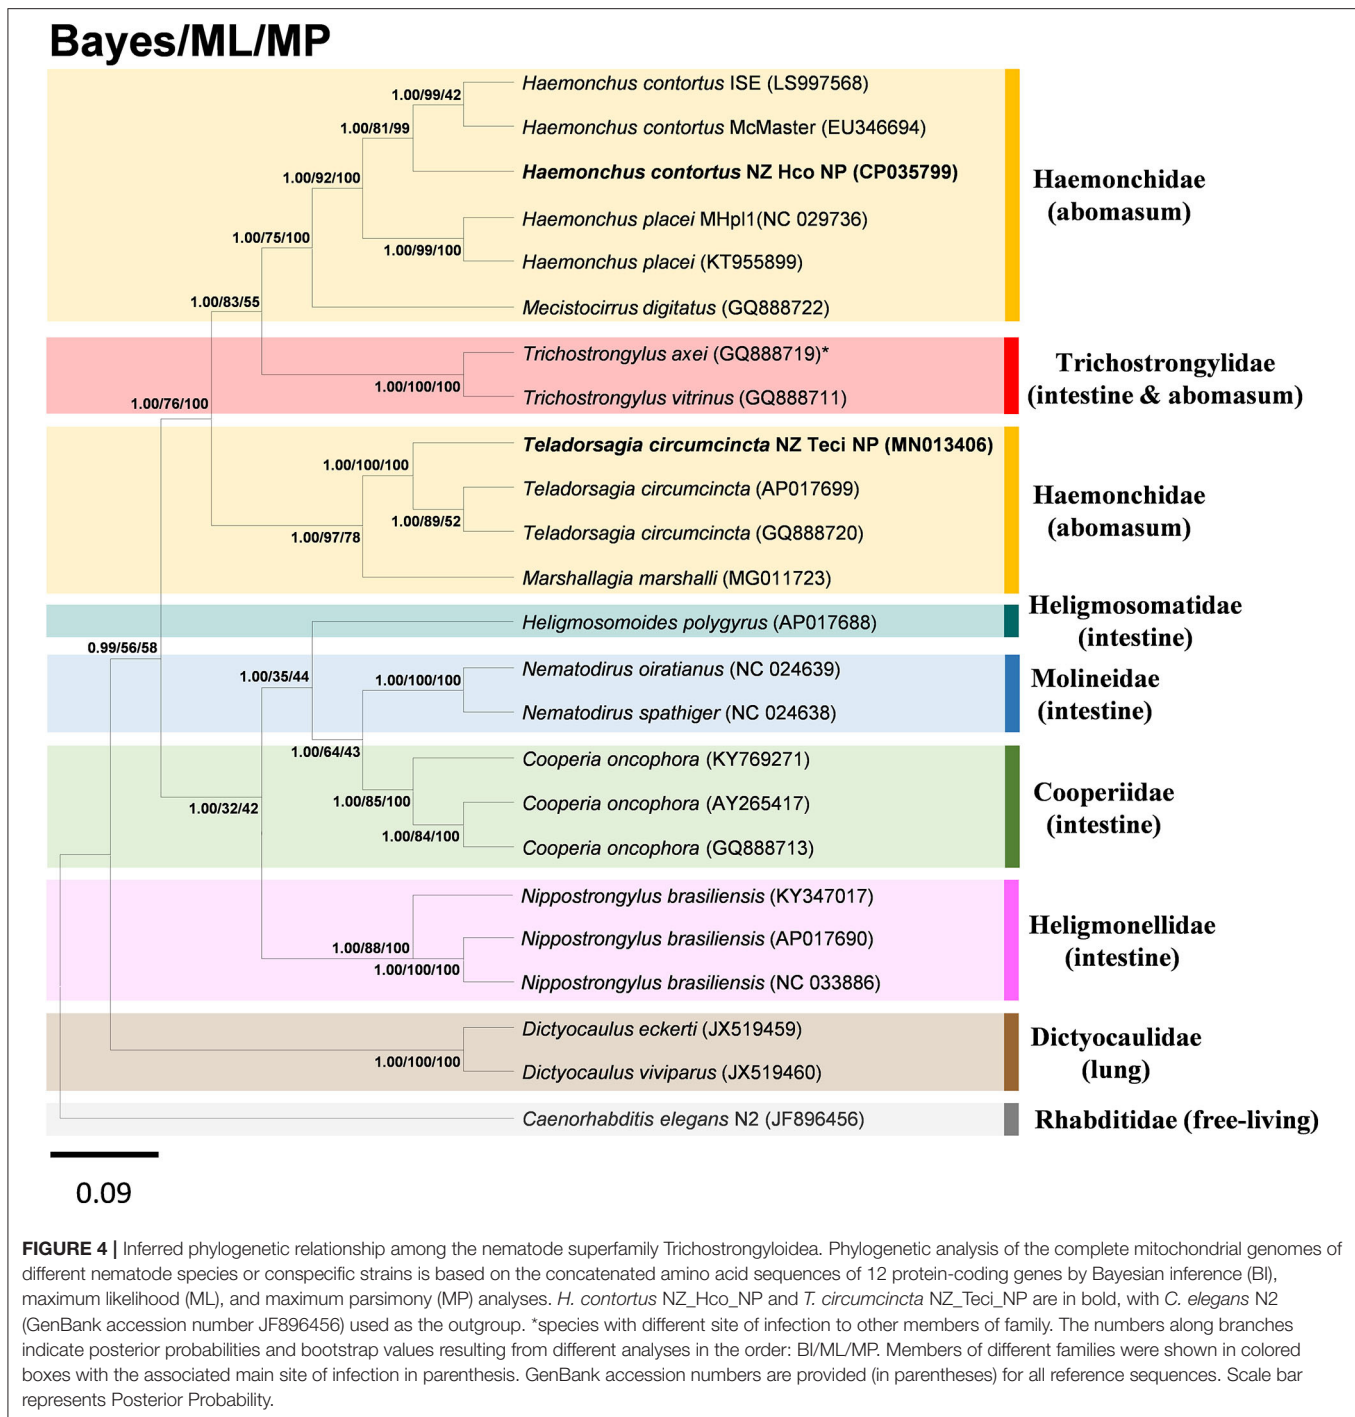 Bayes/ML/MP
Haemonchus contortus ISE (LS997568)
1.00/99/42
Haemonchus contortus McMaster (EU346694)
1.00/81/99
Haemonchus contortus NZ Hco NP (CP035799)
1.00/92/100
Haemonchidae
(abomasum)
Haemonchus placei MHpl1(NC 029736)
1.00/75/100
1.00/99/100
Haemonchus placei (KT955899)
1.00/83/55
Mecistocirrus digitatus (GQ888722)
Trichostrongylus axei (GQ888719)*
1.00/100/100
Trichostrongylus vitrinus (GQ888711)
Trichostrongylidae
(intestine & abomasum)
1.00/76/100
Teladorsagia circumcincta NZ Teci NP (MN013406)
1.00/100/100
Teladorsagia circumcincta (AP017699)
1.00/89/52
Teladorsagia circumcincta (GQ888720)
1.00/97/78
Marshallagia marshalli (MG011723)
Haemonchidae
(abomasum)
Heligmosomoides polygyrus (AP017688)
Heligmosomatidae
(intestine)
0.99/56/58
1.00/35/44
Nematodirus oiratianus (NC 024639)
1.00/100/100
Nematodirus spathiger (NC 024638)
Molineidae
(intestine)
1.00/64/43
Cooperia oncophora (KY769271)
1.00/85/100
Cooperia oncophora (AY265417)
1.00/32/42
1.00/84/100
Cooperia oncophora (GQ888713)
Cooperiidae
(intestine)
Nippostrongylus brasiliensis (KY347017)
1.00/88/100
Nippostrongylus brasiliensis (AP017690)
1.00/100/100
Nippostrongylus brasiliensis (NC 033886)
Heligmonellidae
(intestine)
Dictyocaulus eckerti (JX519459)
1.00/100/100
Dictyocaulus viviparus (JX519460)
Dictyocaulidae
(lung)
Caenorhabditis elegans N2 (JF896456)
Rhabditidae (free-living)
0.09
FIGURE 4 | Inferred phylogenetic relationship among the nematode superfamily Trichostrongyloidea. Phylogenetic analysis of the complete mitochondrial genomes of
different nematode species or conspecific strains is based on the concatenated amino acid sequences of 12 protein-coding genes by Bayesian inference (BI),
maximum likelihood (ML), and maximum parsimony (MP) analyses. H. contortus NZ_Hco_NP and T. circumcincta NZ_Teci_NP are in bold, with C. elegans N2
(GenBank accession number JF896456) used as the outgroup. *species with different site of infection to other members of family. The numbers along branches
indicate posterior probabilities and bootstrap values resulting from different analyses in the order: BI/ML/MP. Members of different families were shown in colored
boxes with the associated main site of infection in parenthesis. GenBank accession numbers are provided (in parentheses) for all reference sequences. Scale bar
represents Posterior Probability.